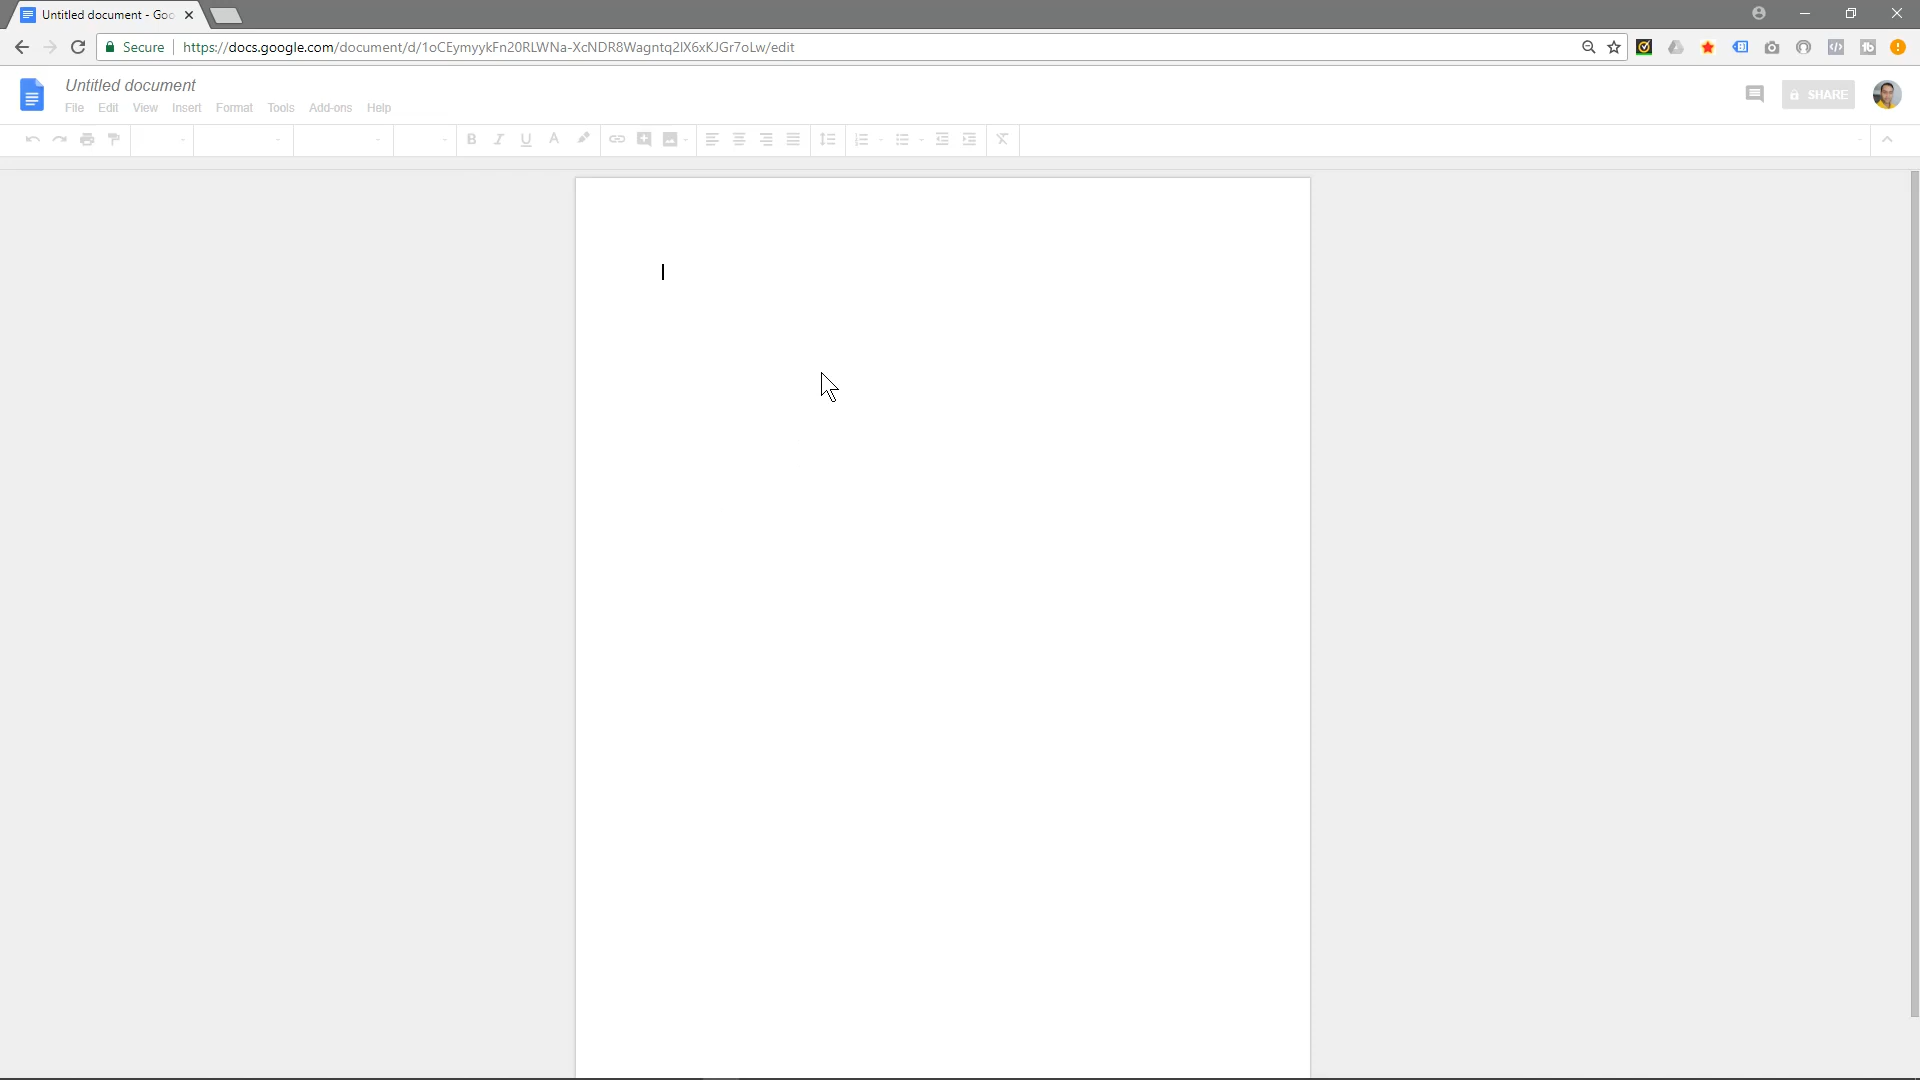 Untitled document - Goo
Secure
https://docs.google.com/document/d/1oCEymyykFn20RLWNa-XcNDR8Wagntq2IX6xKJGr7oLw/edit
Untitled document
File Edit View Insert Format Tools Add-ons Help
SHARE